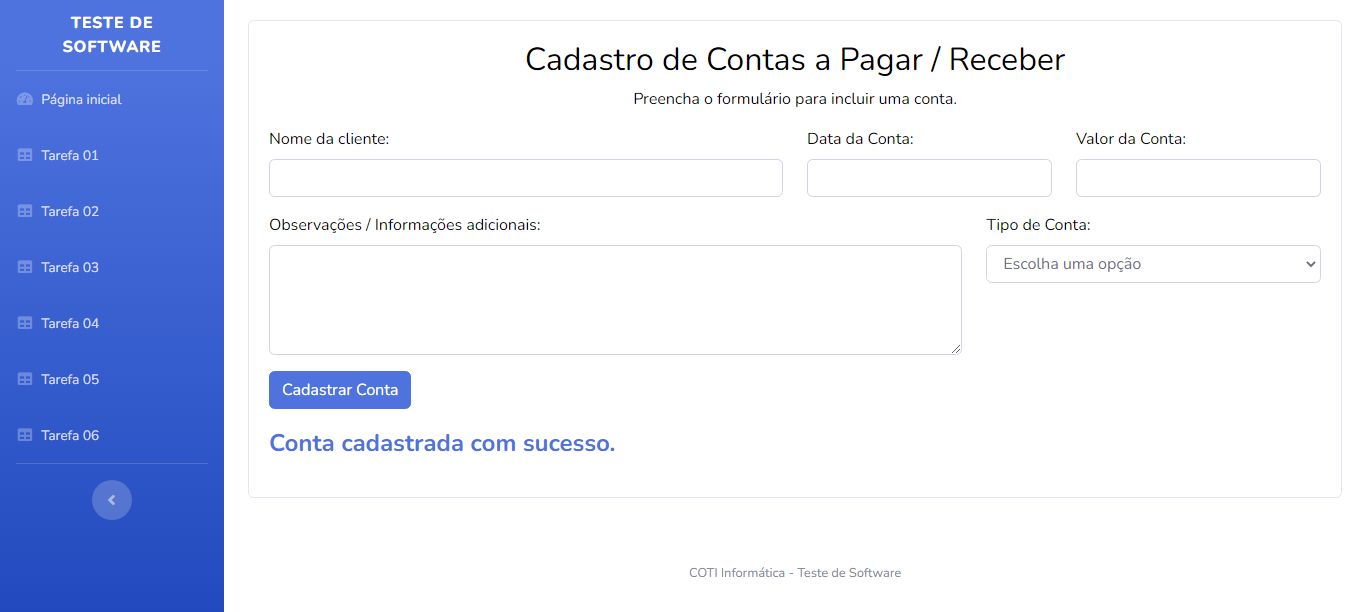 TESTE DE
SOFTWARE
Página inicial
Tarefa 01
Tarefa 02
Tarefa 03
Tarefa 04
Tarefa 05
Tarefa 06
Cadastro de Contas a Pagar / Receber
Preencha o formulário para incluir uma conta.
Nome da cliente:
Data da Conta:
Valor da Conta:
Observações / Informações adicionais:
Tipo de Conta:
Escolha uma opção
Cadastrar Conta
Conta cadastrada com sucesso.
COTI Informática - Teste de Software